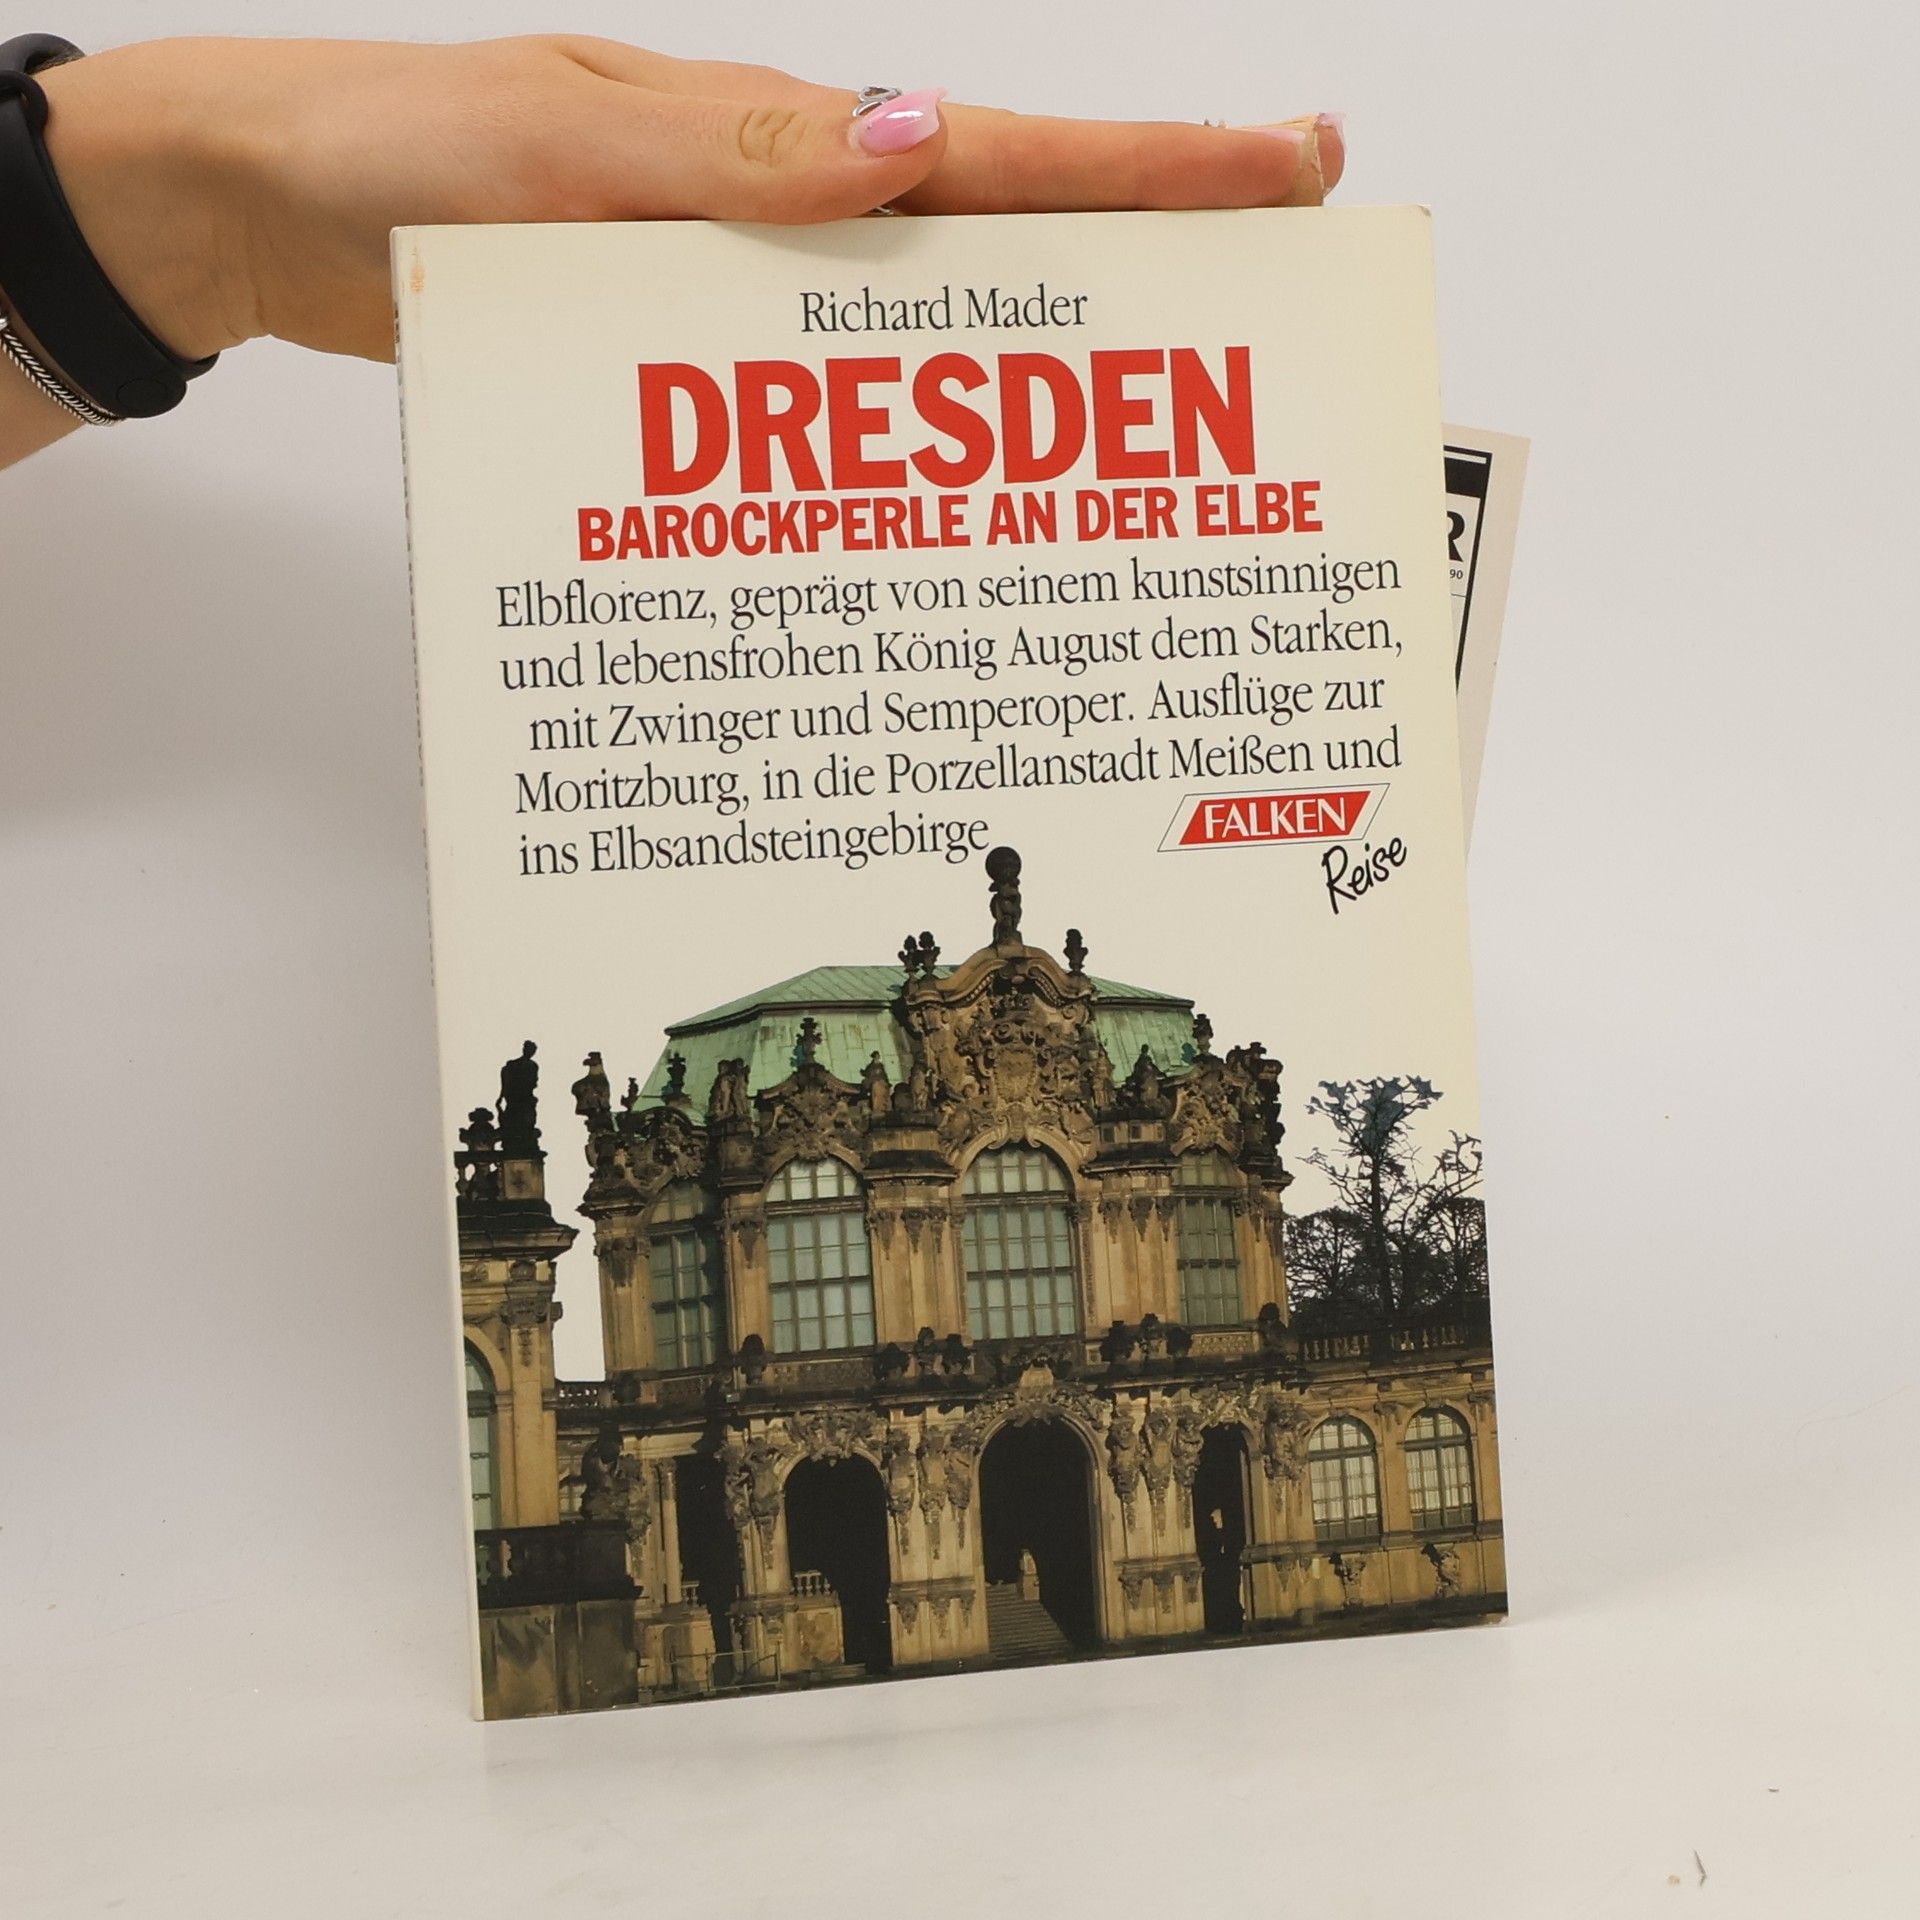 Richard Mader
DRESDEN
BAROCKPERLE AN DER ELBE
Elbflorenz, geprägt von seinem kunstsinnigen
und lebensfrohen König August dem Starken,
mit Zwinger und Semperoper. Ausflüge zur
Moritzburg, in die Porzellanstadt Meißen und
ins Elbsandsteingebirge
FALKEN
Reise
R
90